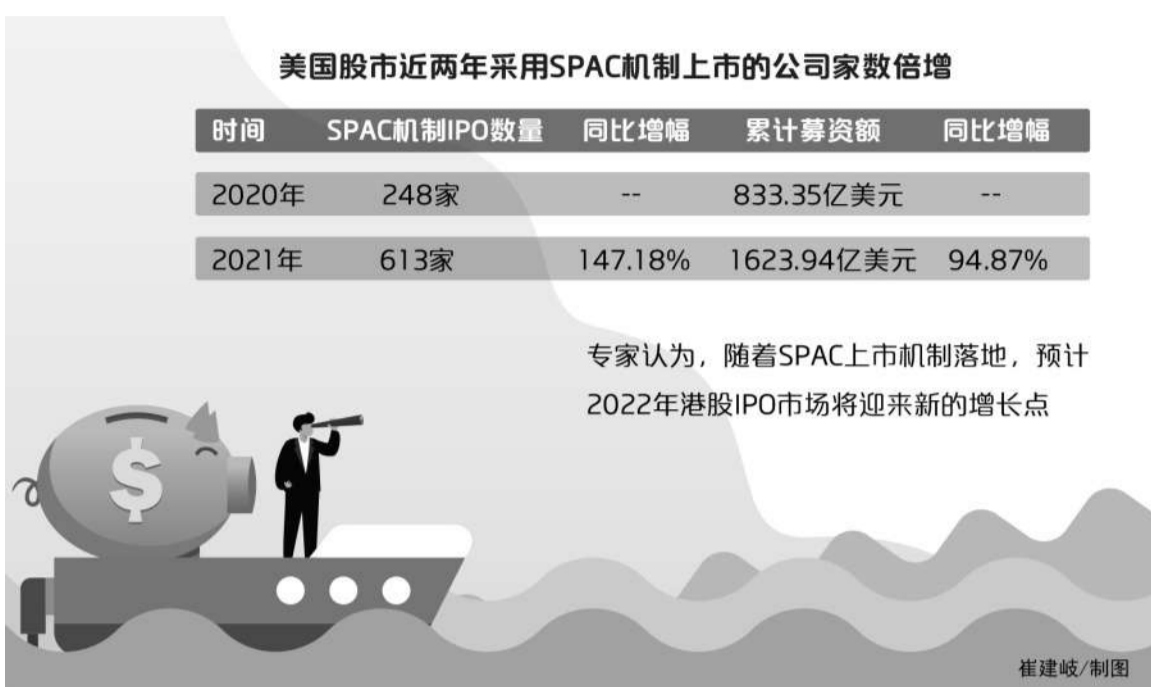 美国股市近两年采用SPAC机制上市的公司家数倍增
时间 SPAC机制IPO数量 同比增幅 累计募资额 同比增幅
2020年 248家 -- 833.35亿美元 --
2021年 613家 147.18% 1623.94亿美元 94.87%
专家认为，随着SPAC上市机制落地，预计
2022年港股IPO市场将迎来新的增长点
$
崔建岐/制图